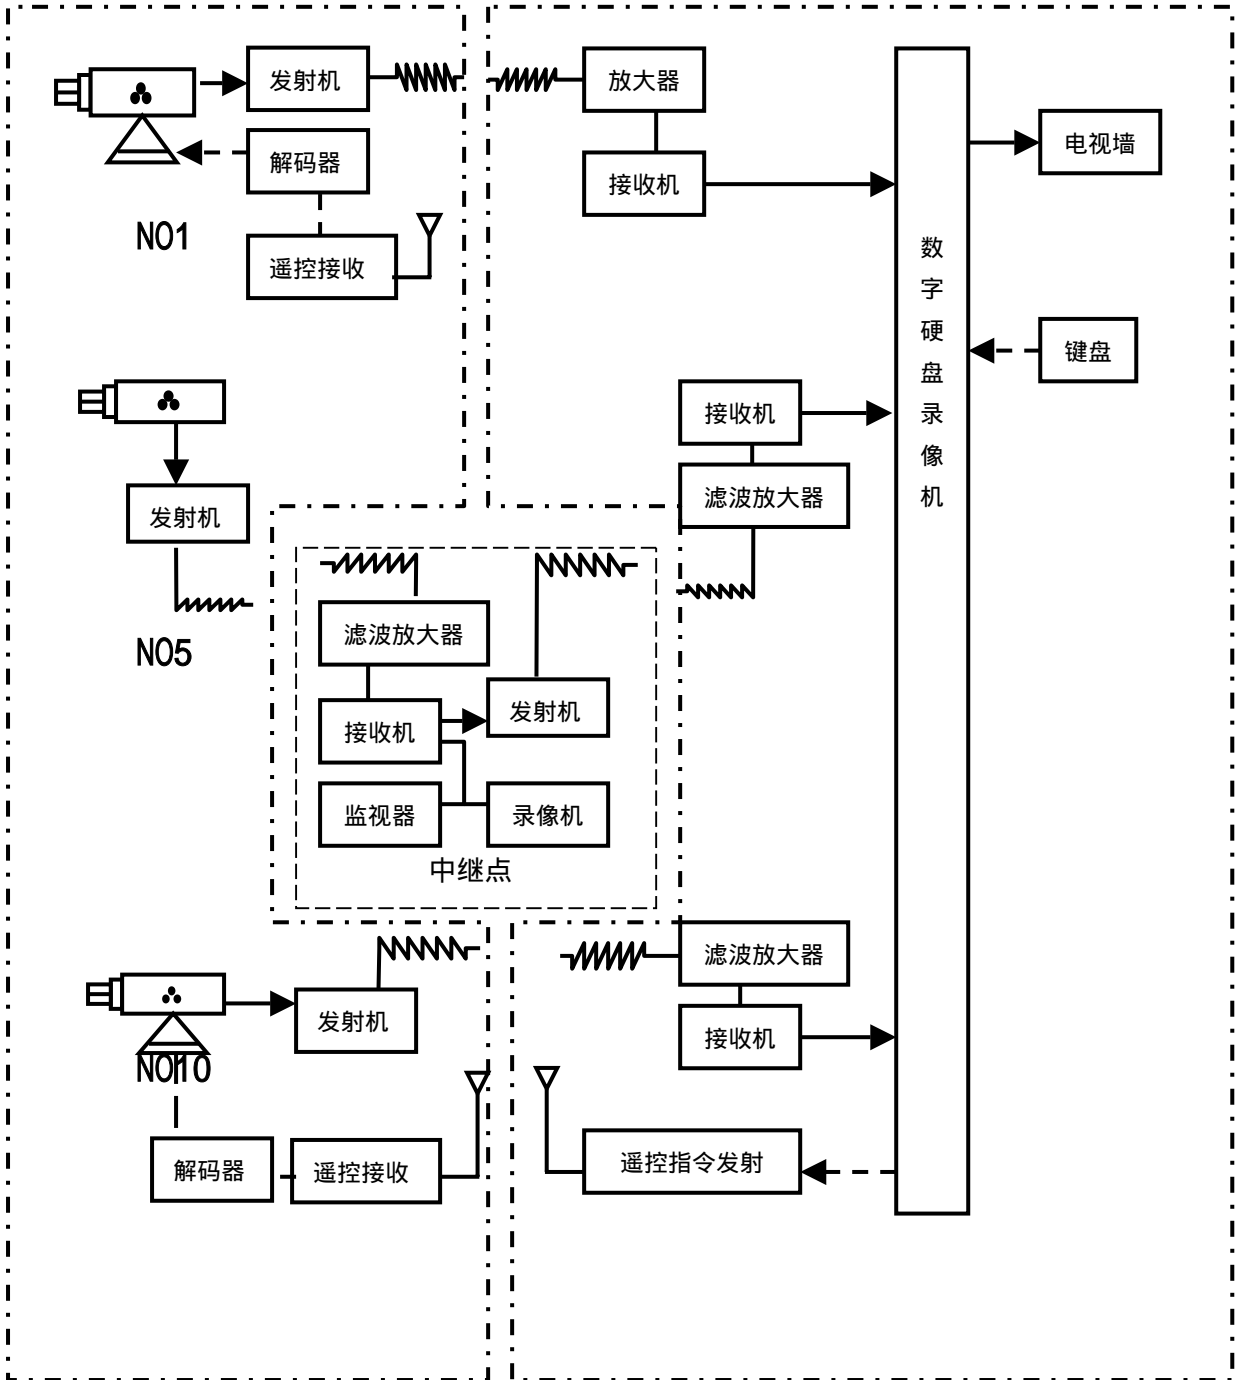 发射机
解码器
NO1
遥控接收
发射机
NO5
放大器
接收机
电视墙
数字硬盘录像机
键盘
接收机
滤波放大器
滤波放大器
接收机
发射机
监视器
录像机
中继点
发射机
NO10
解码器
遥控接收
滤波放大器
接收机
遥控指令发射